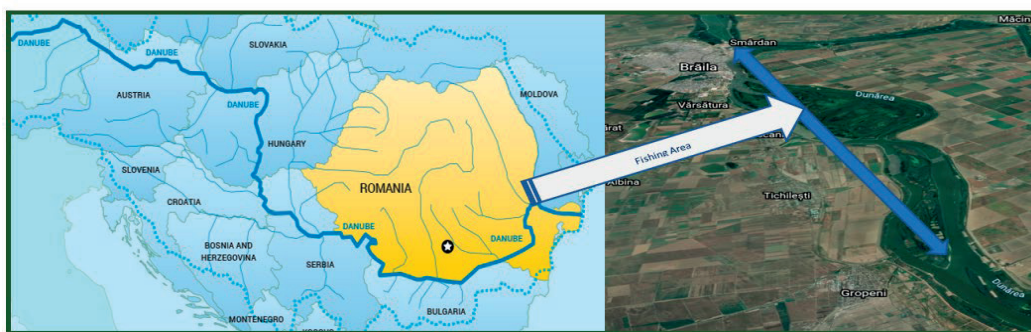 DANUBE
DANUBE
SLOVAKIA
AUSTRIA
DANUBE
HUNGARY
MOLDOVA
SLOVENIA
CROATIA
ROMANIA
BOSNIA AND
HERZEGOVINA
DANUBE
DANUBE
SERBIA
MONTENEGRO
BULGARIA
Măcin
Smârdan
Brăila
Dunărea
Vărsătura
Fishing Area
Albina
Tichilești
Gropeni
Dunărea